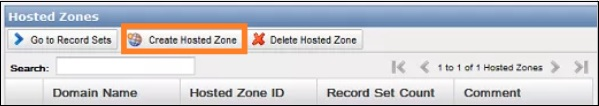 Hosted Zones
Go to Record Sets Create Hosted Zone Delete Hosted Zone
Search: 1 to 1 of 1 Hosted Zones
Domain Name Hosted Zone ID Record Set Count Comment